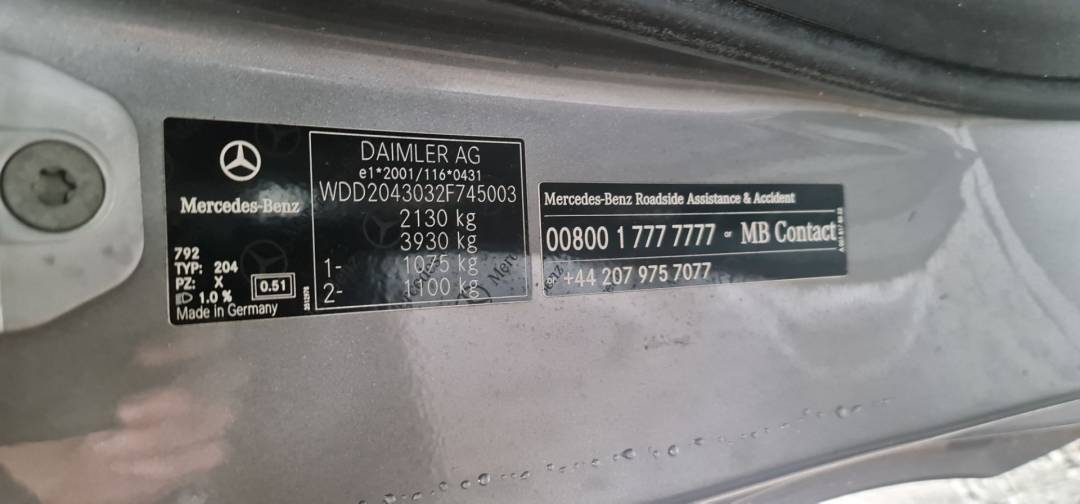 DAIMLER AG
e1*2001/116*0431
WDD2043032F745003
2130 kg
3930 kg
1- 1075 kg
2- 1100 kg
Mercedes-Benz
792
TYP: 204
PZ: X
1.0 %
0.51
Made in Germany
Mercedes-Benz Roadside Assistance & Accident
00800 1 777 7777 or MB Contact
or +44 207 975 7077